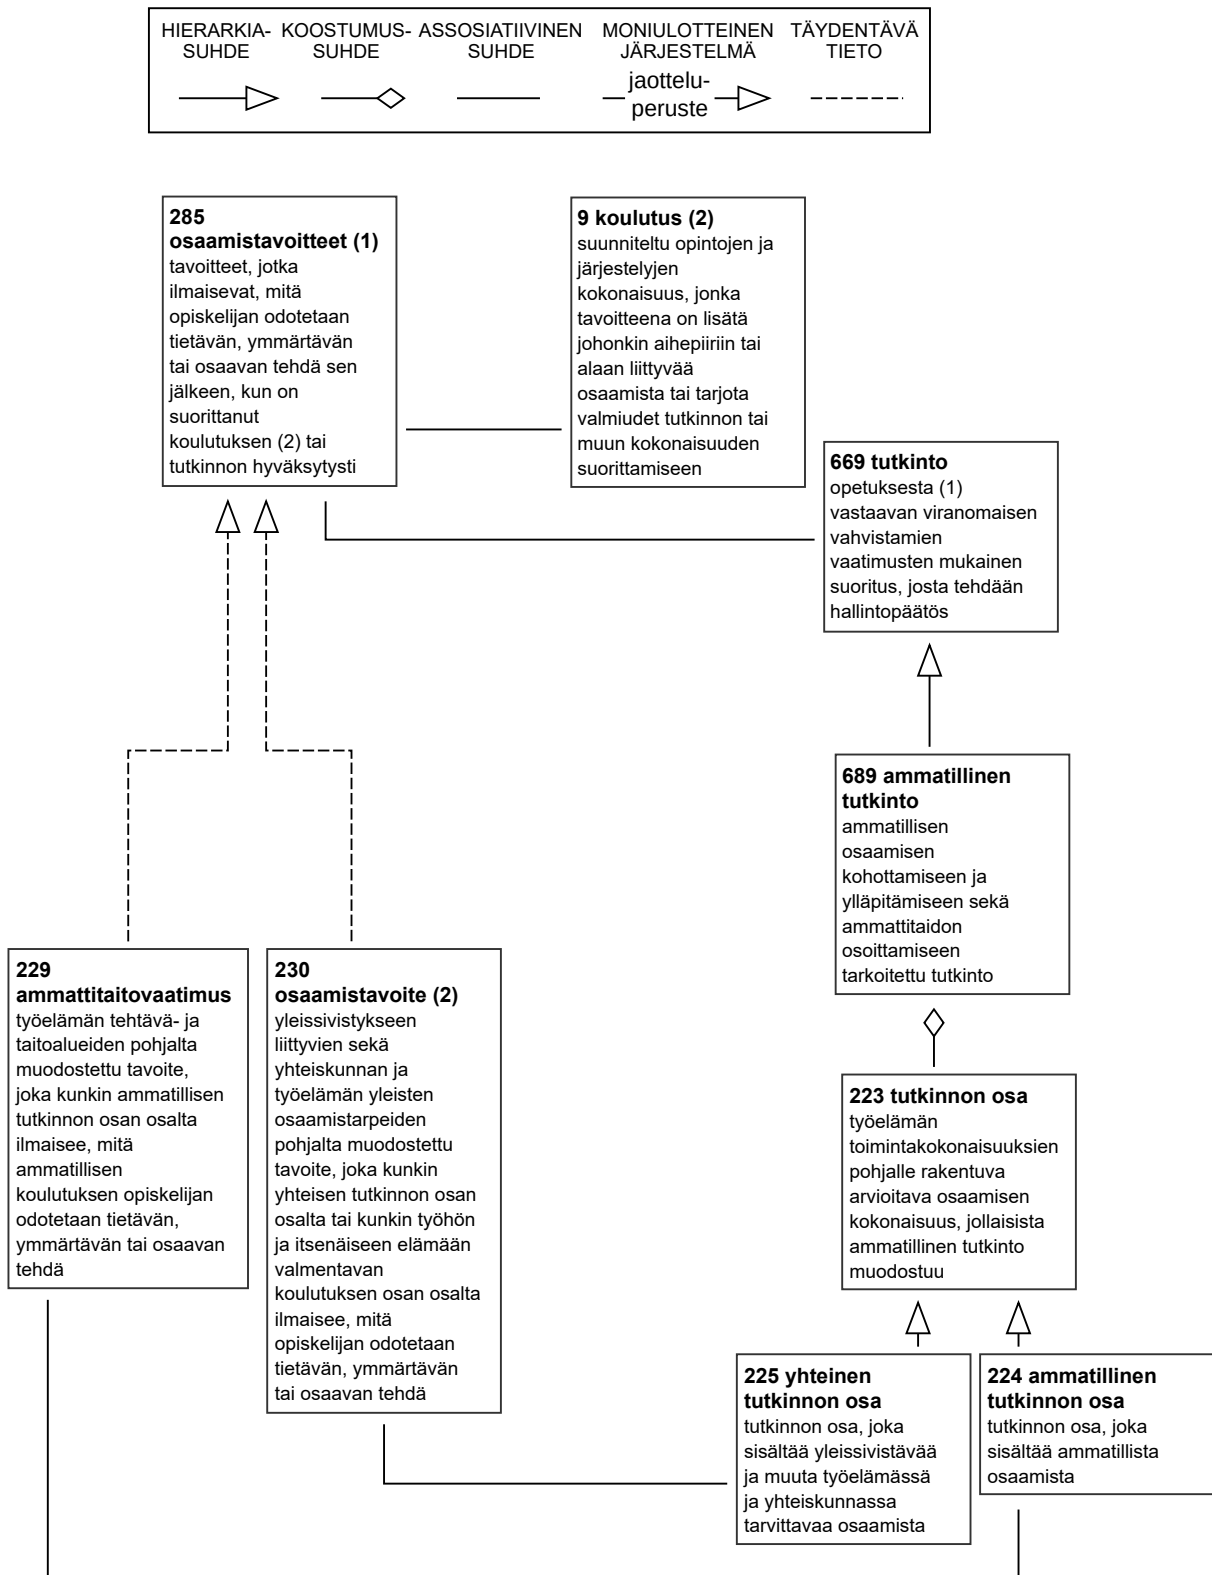 HIERARKIA-
SUHDE
KOOSTUMUS-
SUHDE
ASSOSIATIIVINEN
SUHDE
MONIULOTTEINEN
JÄRJESTELMÄ
jaottelu-
peruste
TÄYDENTÄVÄ
TIETO
285
osaamistavoitteet (1)
tavoitteet, jotka
ilmaisevat, mitä
opiskelijan odotetaan
tietävän, ymmärtävän
tai osaavan tehdä sen
jälkeen, kun on
suorittanut
koulutuksen (2) tai
tutkinnon hyväksytysti
9 koulutus (2)
suunniteltu opintojen ja
järjestelyjen
kokonaisuus, jonka
tavoitteena on lisätä
johonkin aihepiiriin tai
alaan liittyvää
osaamista tai tarjota
valmiudet tutkinnon tai
muun kokonaisuuden
suorittamiseen
669 tutkinto
opetuksesta (1)
vastaavan viranomaisen
vahvistamien
vaatimusten mukainen
suoritus, josta tehdään
hallintopäätös
689 ammatillinen
tutkinto
ammatillisen
osaamisen
kohottamiseen ja
ylläpitämiseen sekä
ammattitaidon
osoittamiseen
tarkoitettu tutkinto
229
ammattitaitovaatimus
työelämän tehtävä- ja
taitoalueiden pohjalta
muodostettu tavoite,
joka kunkin ammatillisen
tutkinnon osan osalta
ilmaisee, mitä
ammatillisen
koulutuksen opiskelijan
odotetaan tietävän,
ymmärtävän tai osaavan
tehdä
230
osaamistavoite (2)
yleissivistykseen
liittyvien sekä
yhteiskunnan ja
työelämän yleisten
osaamistarpeiden
pohjalta muodostettu
tavoite, joka kunkin
yhteisen tutkinnon osan
osalta tai kunkin työhön
ja itsenäiseen elämään
valmentavan
koulutuksen osan osalta
ilmaisee, mitä
opiskelijan odotetaan
tietävän, ymmärtävän
tai osaavan tehdä
223 tutkinnon osa
työelämän
toimintakokonaisuuksien
pohjalle rakentuva
arvioitava osaamisen
kokonaisuus, jollaisista
ammatillinen tutkinto
muodostuu
225 yhteinen
tutkinnon osa
tutkinnon osa, joka
sisältää yleissivistävää
ja muuta työelämässä
ja yhteiskunnassa
tarvittavaa osaamista
224 ammatillinen
tutkinnon osa
tutkinnon osa, joka
sisältää ammatillista
osaamista